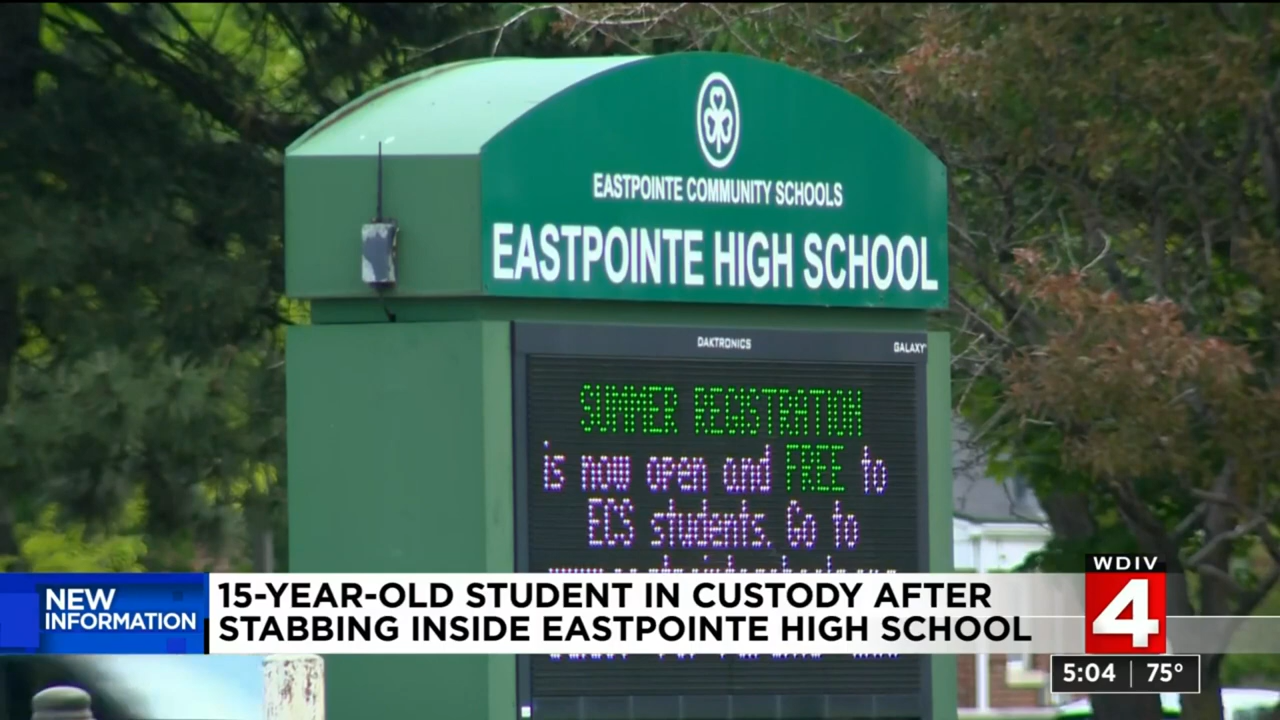 EASTPOINTE COMMUNITY SCHOOLS
EASTPOINTE HIGH SCHOOL
DAKTRONICS
GALAXY
SUMMER REGISTRATION
is now open and FREE to
ECS students. Go to
NEW
INFORMATION
15-YEAR-OLD STUDENT IN CUSTODY AFTER
STABBING INSIDE EASTPOINTE HIGH SCHOOL
WDIV
4
5:04 | 75°